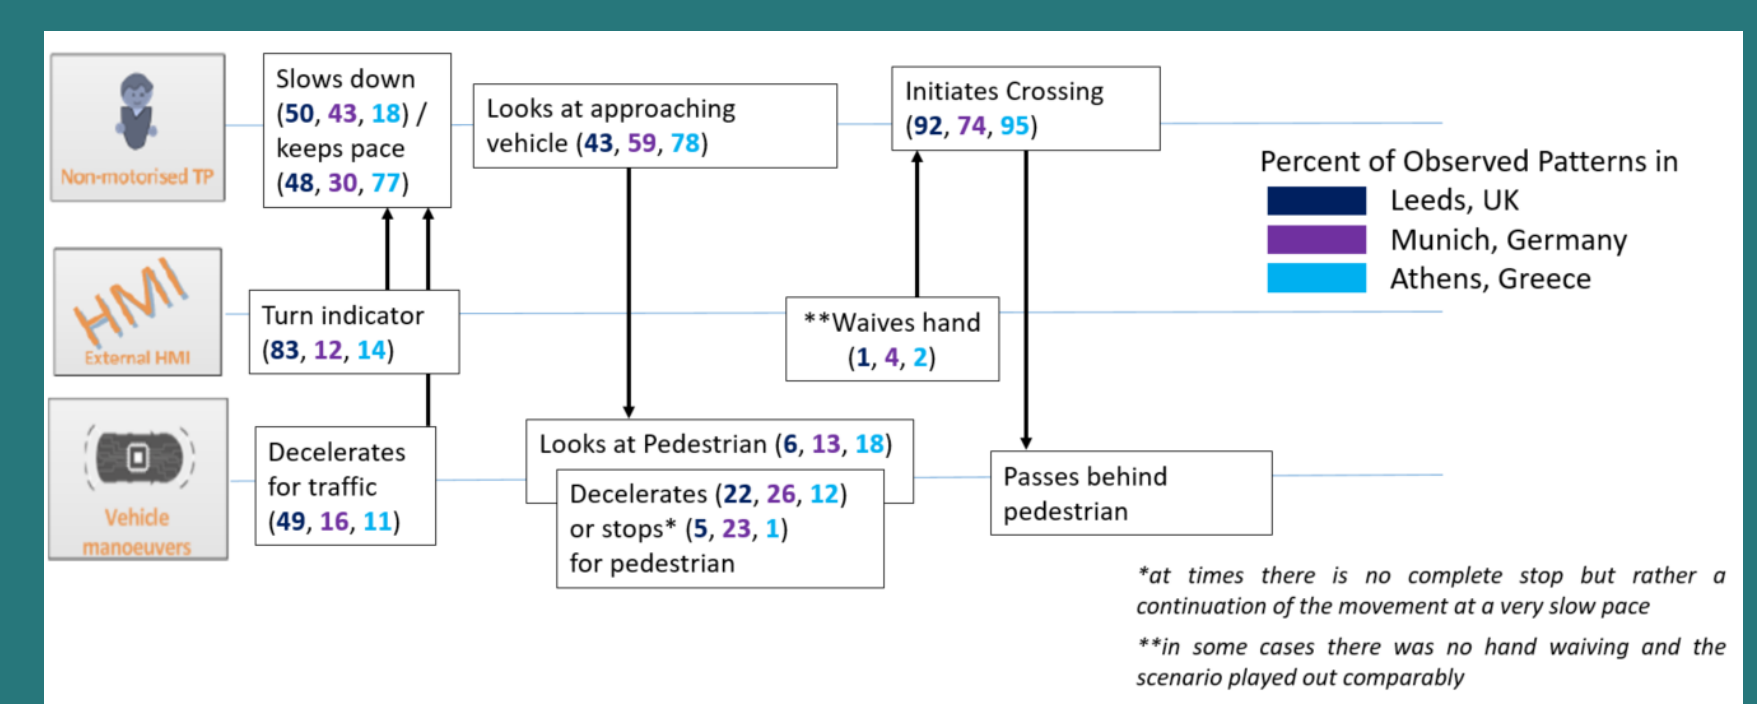 Non-motorised TP
Slows down
(50, 43, 18) /
keeps pace
(48, 30, 77)
Looks at approaching
vehicle (43, 59, 78)
Initiates Crossing
(92, 74, 95)
Percent of Observed Patterns in
Leeds, UK
Munich, Germany
Athens, Greece
HMI
External HMI
Turn indicator
(83, 12, 14)
**Waives hand
(1, 4, 2)
Vehicle
manoeuvers
Decelerates
for traffic
(49, 16, 11)
Looks at Pedestrian (6, 13, 18)
Decelerates (22, 26, 12)
or stops* (5, 23, 1)
for pedestrian
Passes behind
pedestrian
*at times there is no complete stop but rather a
continuation of the movement at a very slow pace
**in some cases there was no hand waiving and the
scenario played out comparably